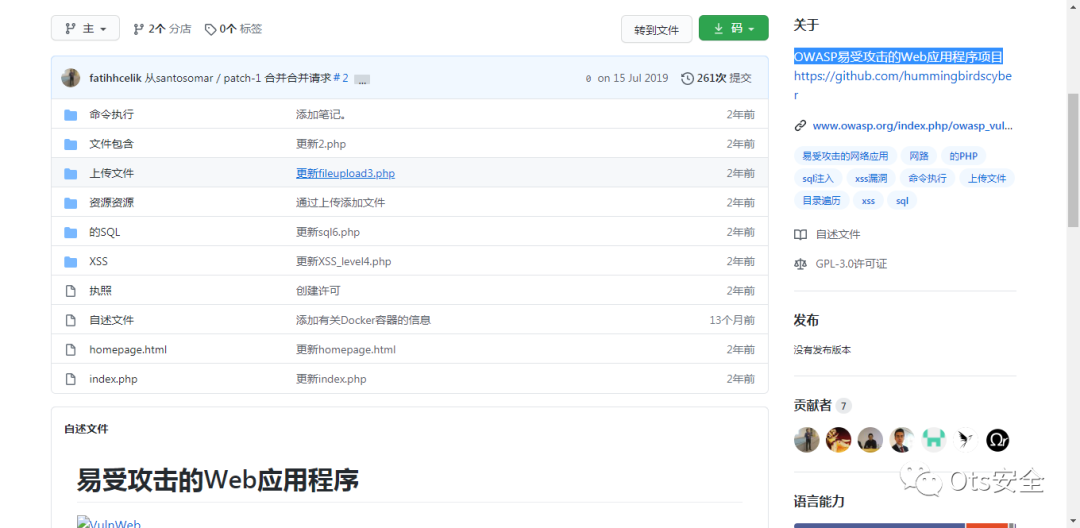 主 2个 分店 0个 标签 转到文件 码
fatihhcelik 从santosomar / patch-1 合并合并请求#2 ... on 15 Jul 2019 261次 提交
命令执行 添加笔记。 2年前
文件包含 更新2.php 2年前
上传文件 更新fileupload3.php 2年前
资源资源 通过上传添加文件 2年前
的SQL 更新sql6.php 2年前
XSS 更新XSS_level4.php 2年前
执照 创建许可 2年前
自述文件 添加有关Docker容器的信息 13个月前
homepage.html 更新homepage.html 2年前
index.php 更新index.php 2年前
自述文件
易受攻击的Web应用程序
VulnWeb
关于
OWASP易受攻击的Web应用程序项目
https://github.com/hummingbirdscybe
r
www.owasp.org/index.php/owasp_vul...
易受攻击的网络应用 网路 的PHP
sql注入 xss漏洞 命令执行 上传文件
目录遍历 xss sql
自述文件
GPL-3.0许可证
发布
没有发布版本
贡献者 7
Ots安全
语言能力